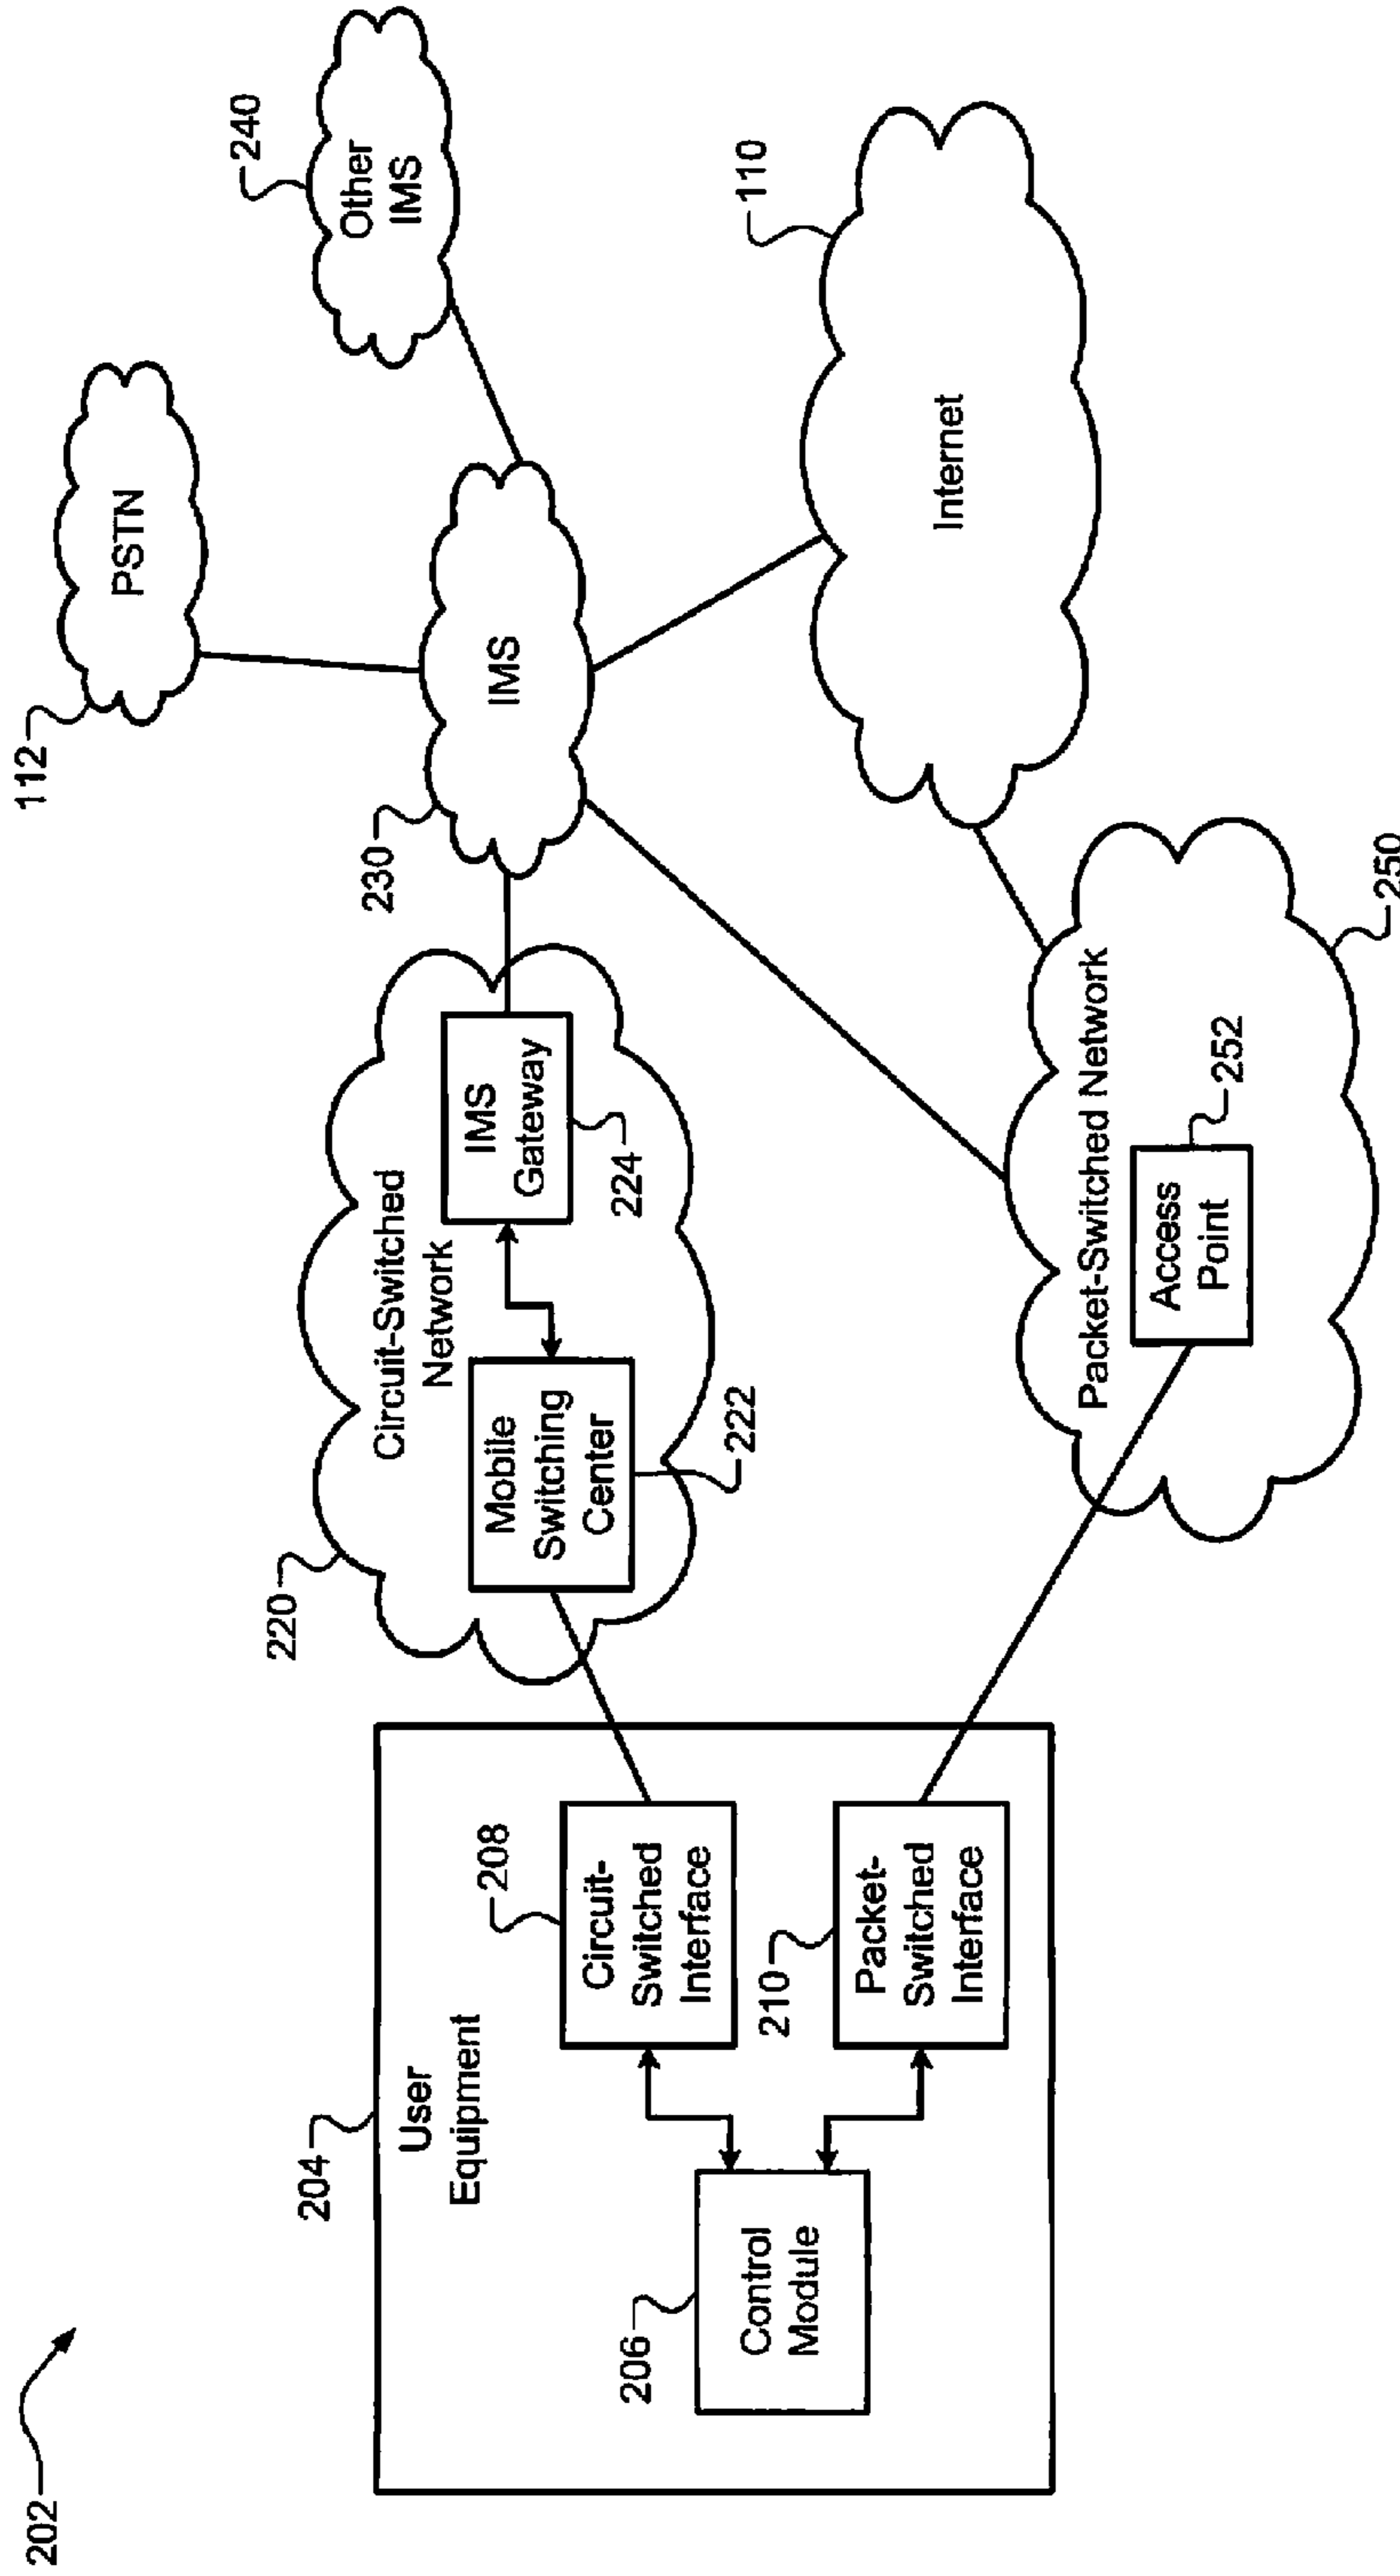 202
204
User
Equipment
206
Control
Module
208
Circuit-
Switched
Interface
210
Packet-
Switched
Interface
220
Circuit-Switched
Network
Mobile
Switching
Center
222
IMS
Gateway
224
230
IMS
112
PSTN
240
Other
IMS
110
Internet
Packet-Switched Network
Access
Point
252
250